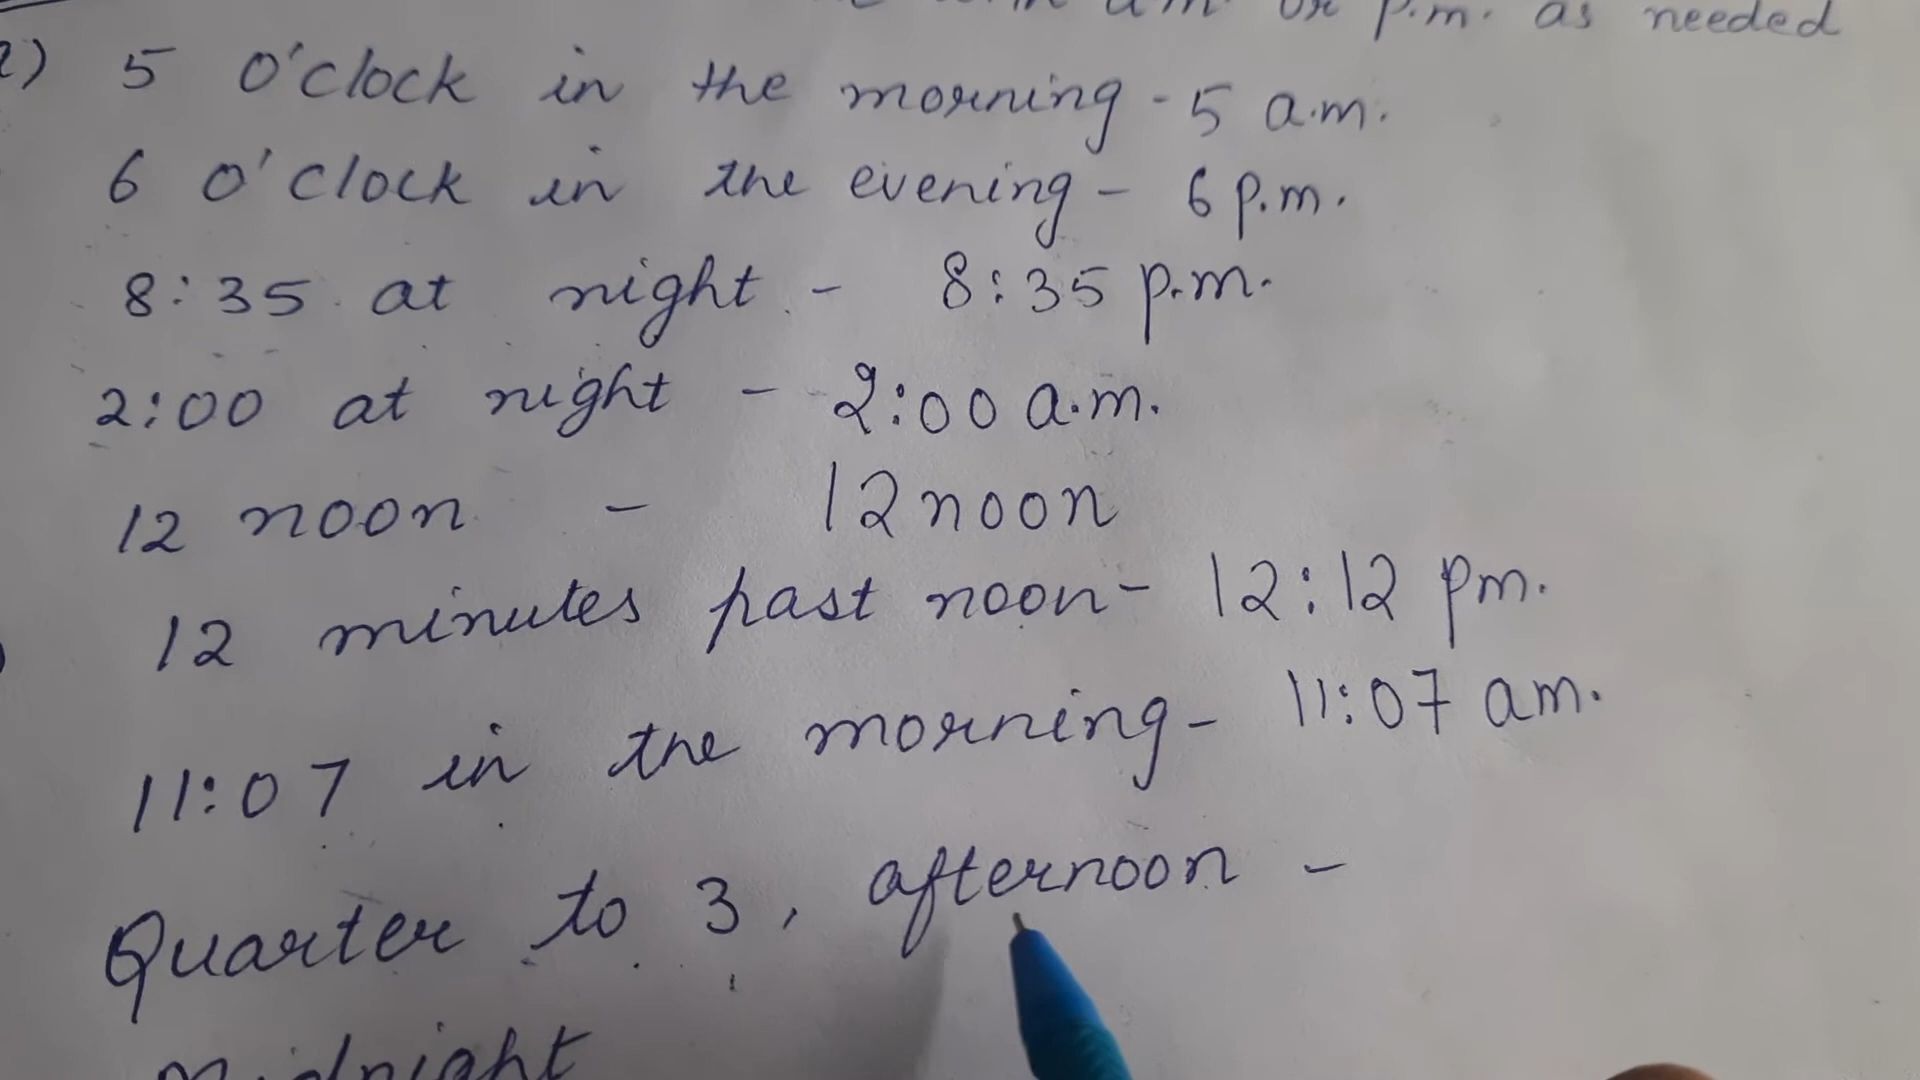 a.m. or p.m. as needed
2) 5 O'clock in the morning - 5 a.m.
6 O'clock in the evening - 6 p.m.
8:35 at night - 8:35 p.m.
2:00 at night - 2:00 a.m.
12 noon - 12 noon
12 minutes past noon - 12:12 pm.
11:07 in the morning - 11:07 am.
Quarter to 3, afternoon -
Midnight